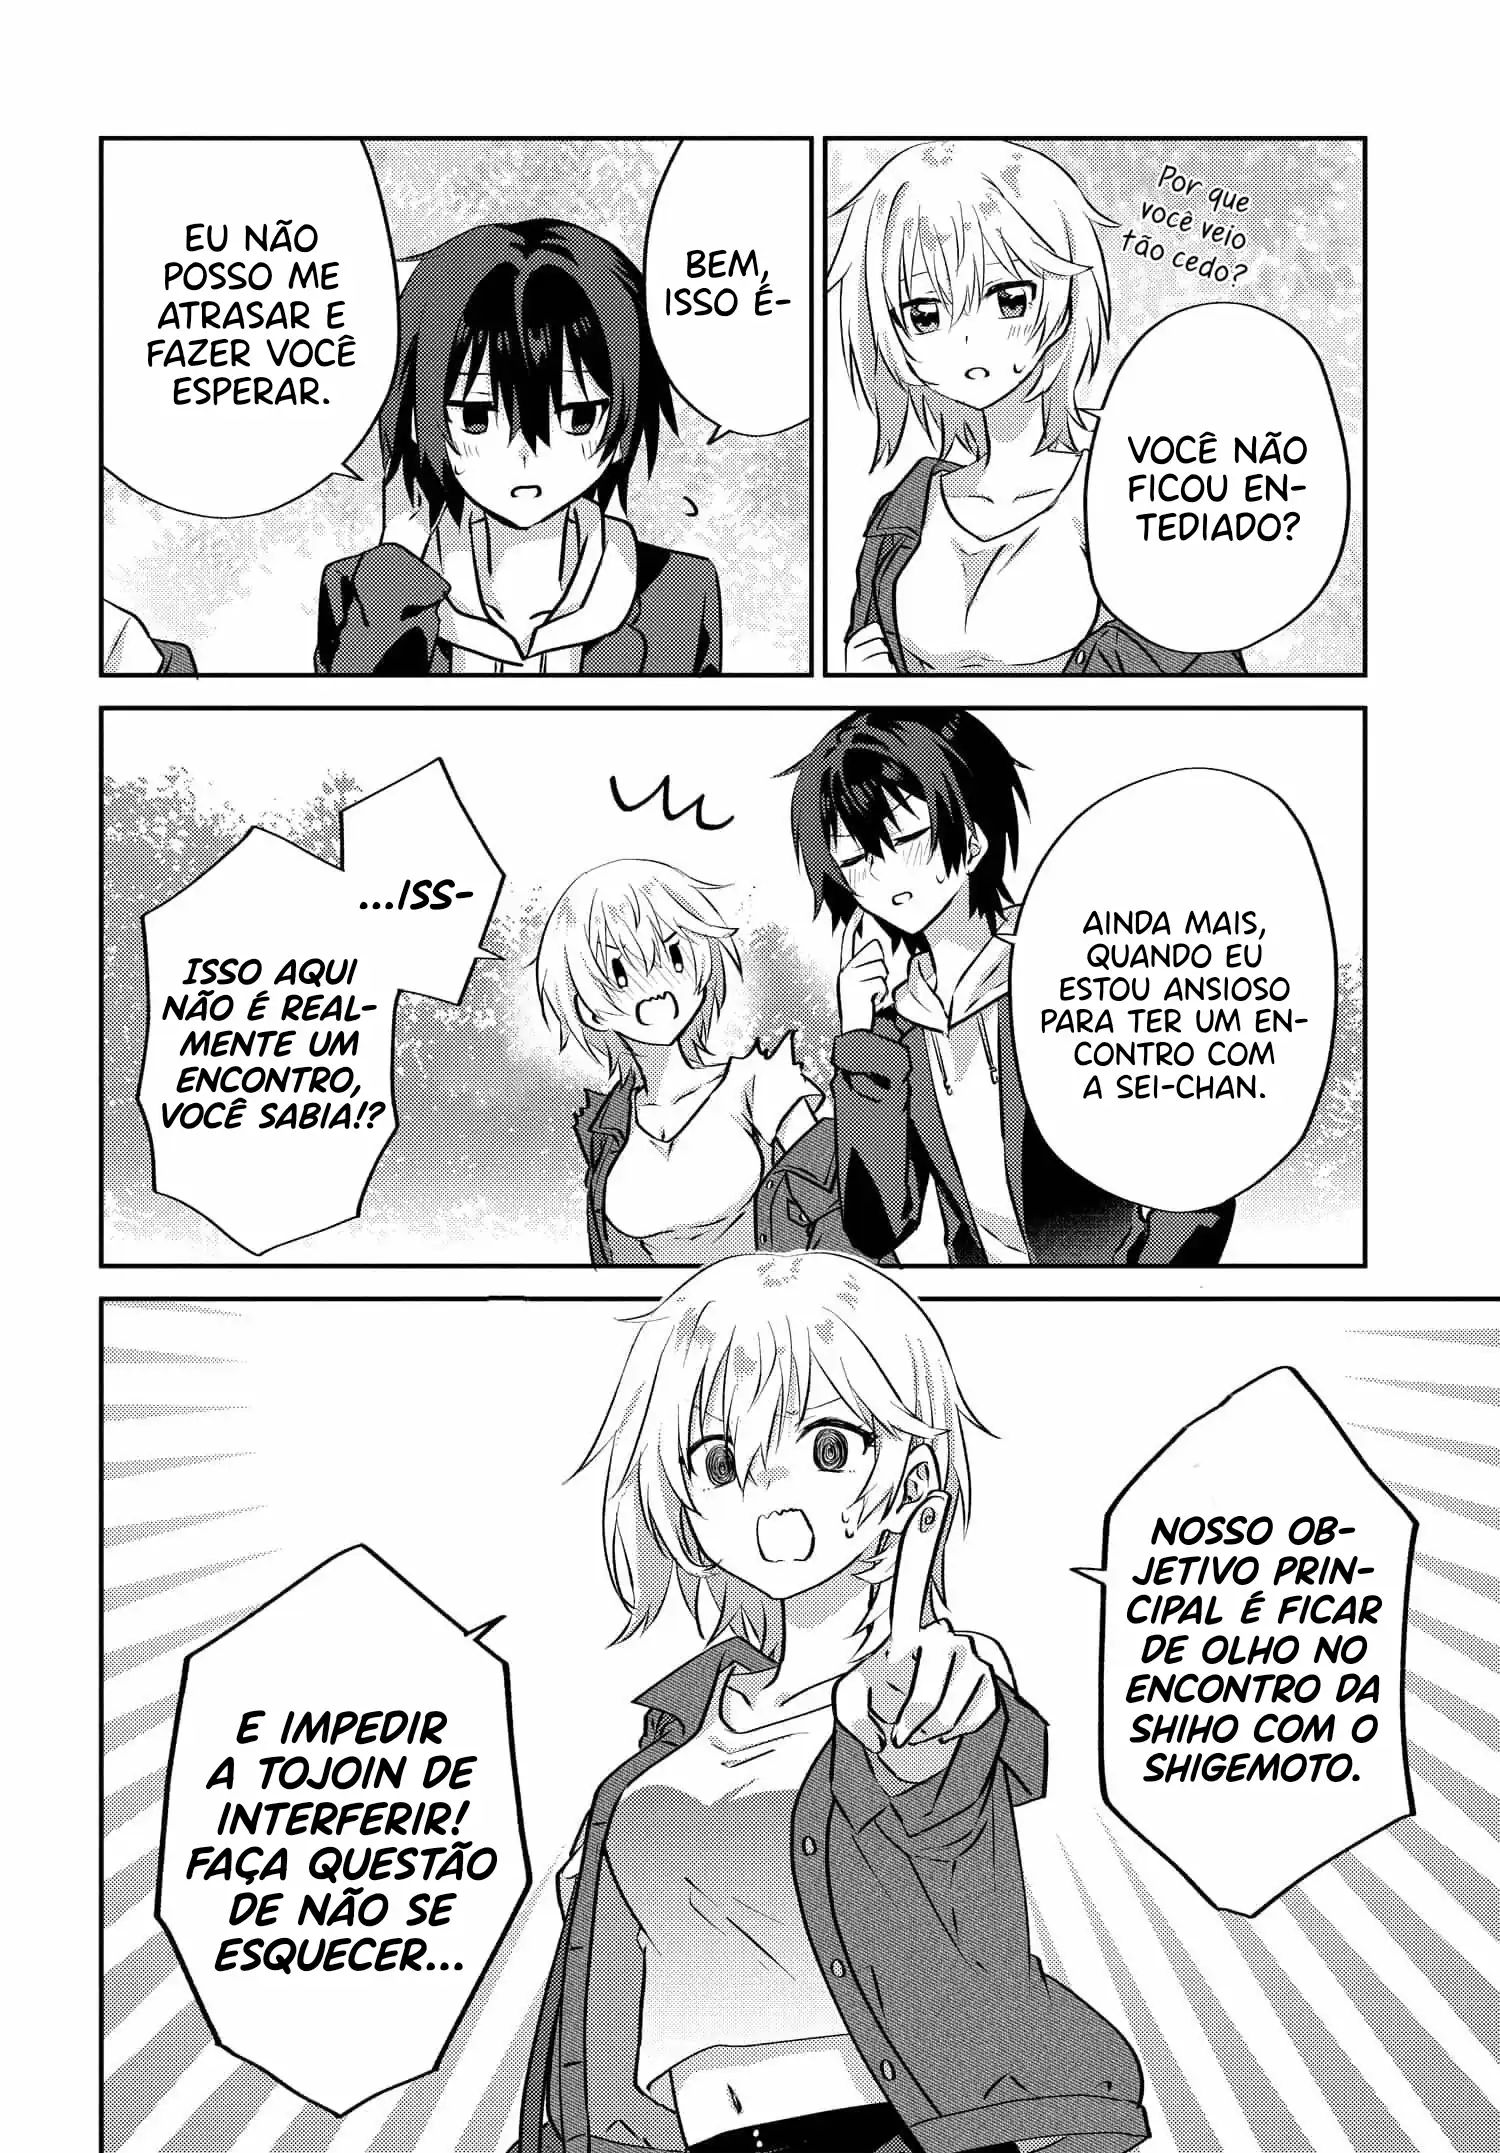 Por que
você veio
tão cedo?
VOCÊ NÃO
FICOU EN-
TEDIADO?
BEM,
ISSO É-
EU NÃO
POSSO ME
ATRASAR E
FAZER VOCÊ
ESPERAR.
AINDA MAIS,
QUANDO EU
ESTOU ANSIOSO
PARA TER UM EN-
CONTRO COM
A SEI-CHAN.
...ISS-
ISSO AQUI
NÃO É REAL-
MENTE UM
ENCONTRO,
VOCÊ SABIA!?
NOSSO OB-
JETIVO PRIN-
CIPAL É FICAR
DE OLHO NO
ENCONTRO DA
SHIHO COM O
SHIGEMOTO.
E IMPEDIR
A TOJOIN DE
INTERFERIR!
FAÇA QUESTÃO
DE NÃO SE
ESQUECER...